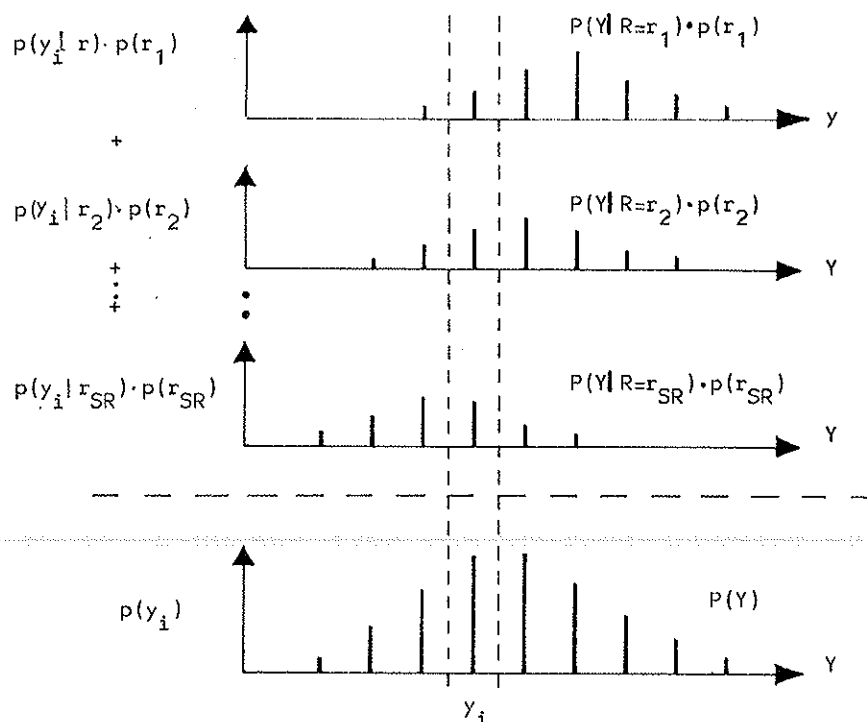 p(y_i| r)· p(r_1) P(Y| R=r_1)•p(r_1)
y
+
p(y_i| r_2)·p(r_2) P(Y| R=r_2)•p(r_2)
Y
+
+
p(y_i| r_SR)·p(r_SR) P(Y| R=r_SR)•p(r_SR)
Y
p(y_i) P(Y)
Y
y_i